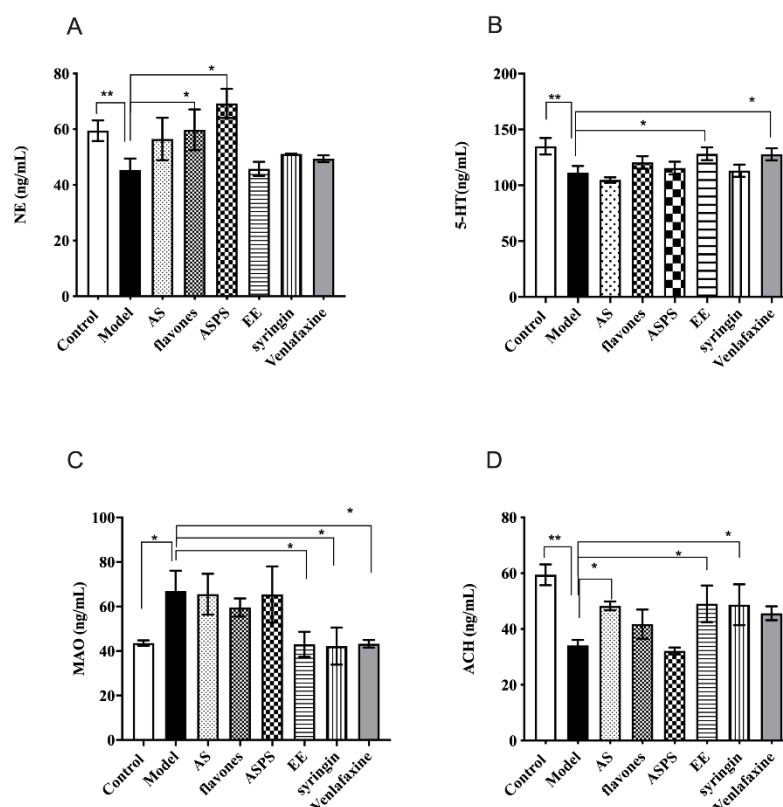 A
NE (ng/mL)
80
60
40
20
0
**
*
*
Control
Model
AS
flavones
ASPS
EE
syringin
Venlafaxine
B
5-HT(ng/mL)
200
150
100
50
0
**
*
*
Control
Model
AS
flavones
ASPS
EE
syringin
Venlafaxine
C
MAO (ng/mL)
100
80
60
40
20
0
*
*
*
*
Control
Model
AS
flavones
ASPS
EE
syringin
Venlafaxine
D
ACH (ng/mL)
80
60
40
20
0
**
*
*
*
Control
Model
AS
flavones
ASPS
EE
syringin
Venlafaxine